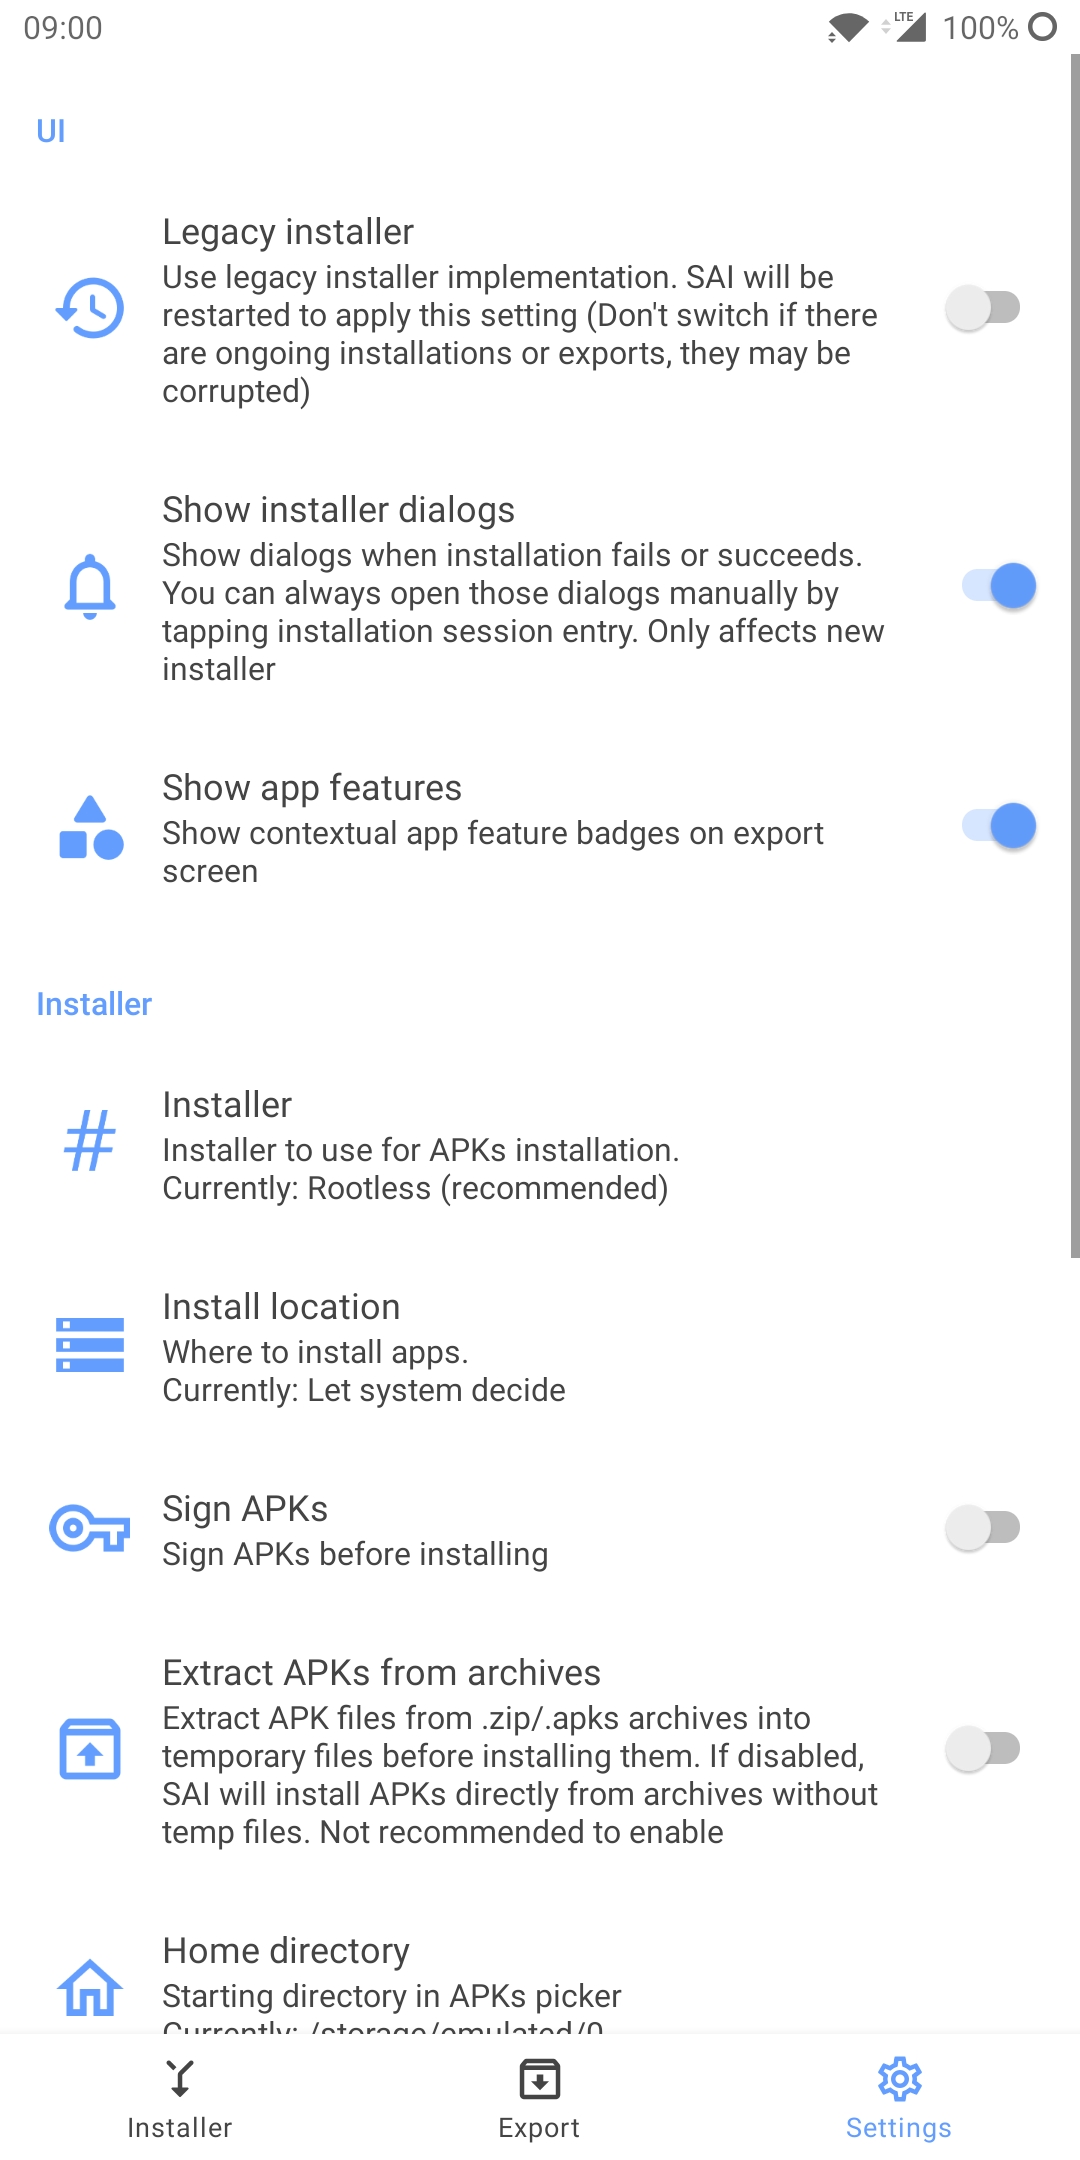 09:00
LTE
100%
UI
Legacy installer
Use legacy installer implementation. SAI will be
restarted to apply this setting (Don't switch if there
are ongoing installations or exports, they may be
corrupted)
Show installer dialogs
Show dialogs when installation fails or succeeds.
You can always open those dialogs manually by
tapping installation session entry. Only affects new
installer
Show app features
Show contextual app feature badges on export
screen
Installer
Installer
Installer to use for APKs installation.
Currently: Rootless (recommended)
Install location
Where to install apps.
Currently: Let system decide
Sign APKs
Sign APKs before installing
Extract APKs from archives
Extract APK files from .zip/.apks archives into
temporary files before installing them. If disabled,
SAI will install APKs directly from archives without
temp files. Not recommended to enable
Home directory
Starting directory in APKs picker
Currently: /storage/emulated/0
Installer
Export
Settings